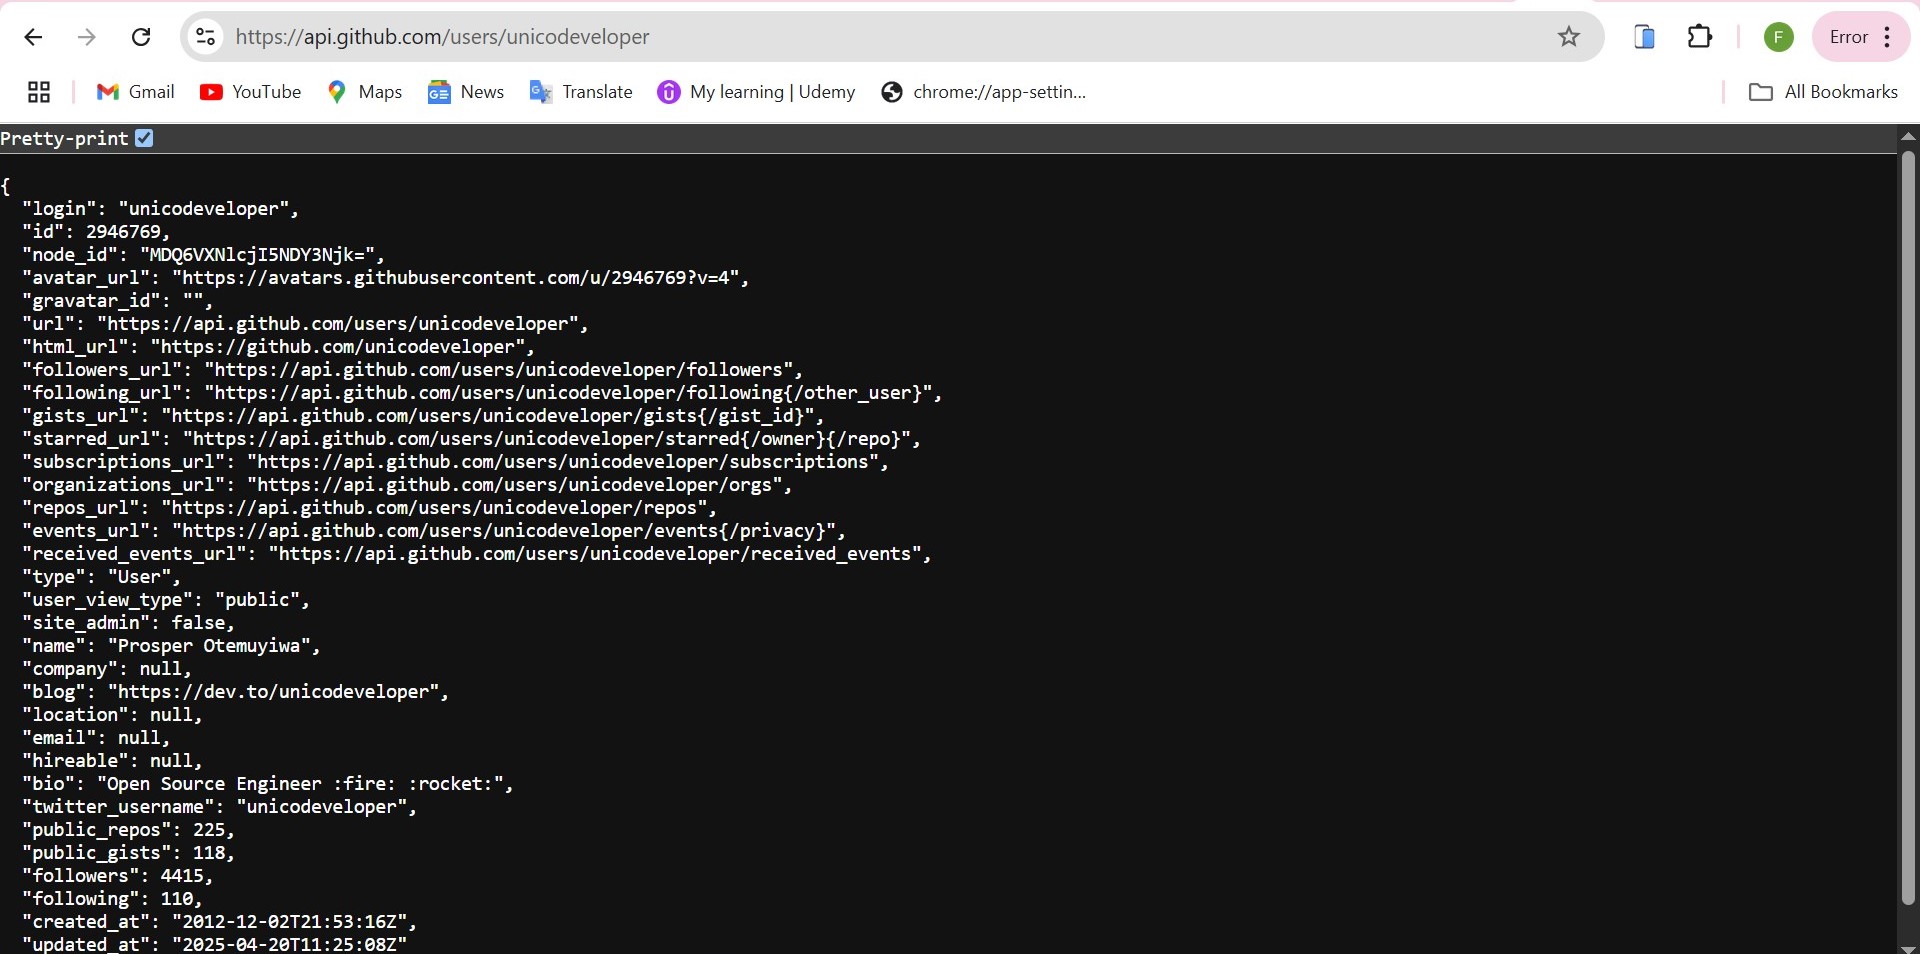 https://api.github.com/users/unicodeveloper
F
Error
Gmail
YouTube
Maps
News
Translate
My learning | Udemy
chrome://app-settin...
All Bookmarks
Pretty-print
{
  "login": "unicodeveloper",
  "id": 2946769,
  "node_id": "MDQ6VXNlcjI5NDY3Njk=",
  "avatar_url": "https://avatars.githubusercontent.com/u/2946769?v=4",
  "gravatar_id": "",
  "url": "https://api.github.com/users/unicodeveloper",
  "html_url": "https://github.com/unicodeveloper",
  "followers_url": "https://api.github.com/users/unicodeveloper/followers",
  "following_url": "https://api.github.com/users/unicodeveloper/following{/other_user}",
  "gists_url": "https://api.github.com/users/unicodeveloper/gists{/gist_id}",
  "starred_url": "https://api.github.com/users/unicodeveloper/starred{/owner}{/repo}",
  "subscriptions_url": "https://api.github.com/users/unicodeveloper/subscriptions",
  "organizations_url": "https://api.github.com/users/unicodeveloper/orgs",
  "repos_url": "https://api.github.com/users/unicodeveloper/repos",
  "events_url": "https://api.github.com/users/unicodeveloper/events{/privacy}",
  "received_events_url": "https://api.github.com/users/unicodeveloper/received_events",
  "type": "User",
  "user_view_type": "public",
  "site_admin": false,
  "name": "Prosper Otemuyiwa",
  "company": null,
  "blog": "https://dev.to/unicodeveloper",
  "location": null,
  "email": null,
  "hireable": null,
  "bio": "Open Source Engineer :fire: :rocket:",
  "twitter_username": "unicodeveloper",
  "public_repos": 225,
  "public_gists": 118,
  "followers": 4415,
  "following": 110,
  "created_at": "2012-12-02T21:53:16Z",
  "updated_at": "2025-04-20T11:25:08Z"